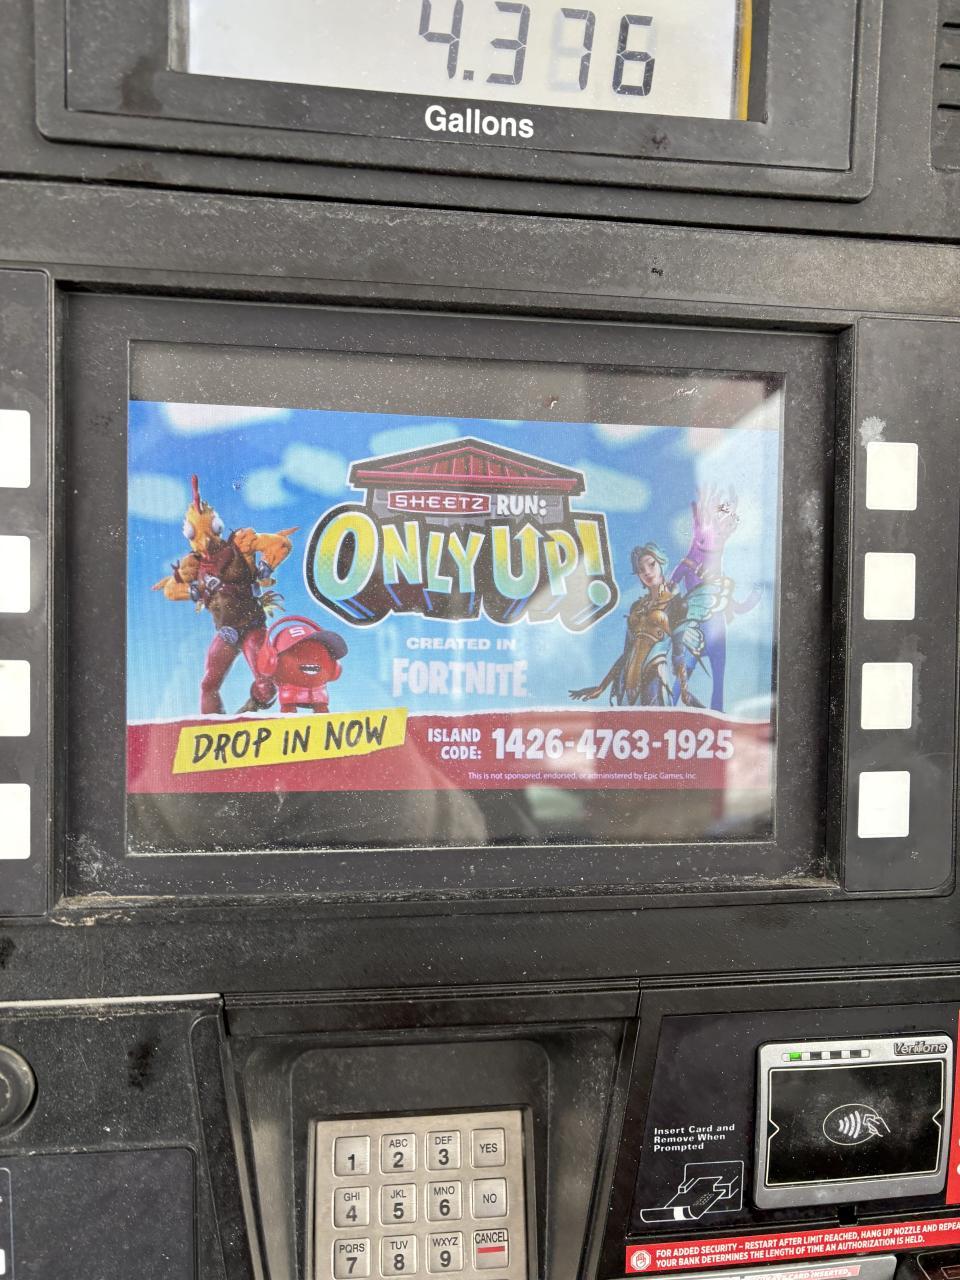 4.376
Gallons
SHEETZ RUN:
ONLY UP!
S
CREATED IN
FORTNITE
DROP IN NOW
ISLAND CODE: 1426-4763-1925
This is not sponsored, endorsed, or administered by Epic Games, Inc.
Verifone
Insert Card and
Remove When
Prompted
1
ABC 2
DEF 3
YES
GHI 4
JKL 5
MNO 6
NO
PQRS 7
TUV 8
WXYZ 9
CANCEL
FOR ADDED SECURITY – RESTART AFTER LIMIT REACHED, HANG UP NOZZLE AND REPEA
YOUR BANK DETERMINES THE LENGTH OF TIME AN AUTHORIZATION IS HELD.
CARD INSERTED